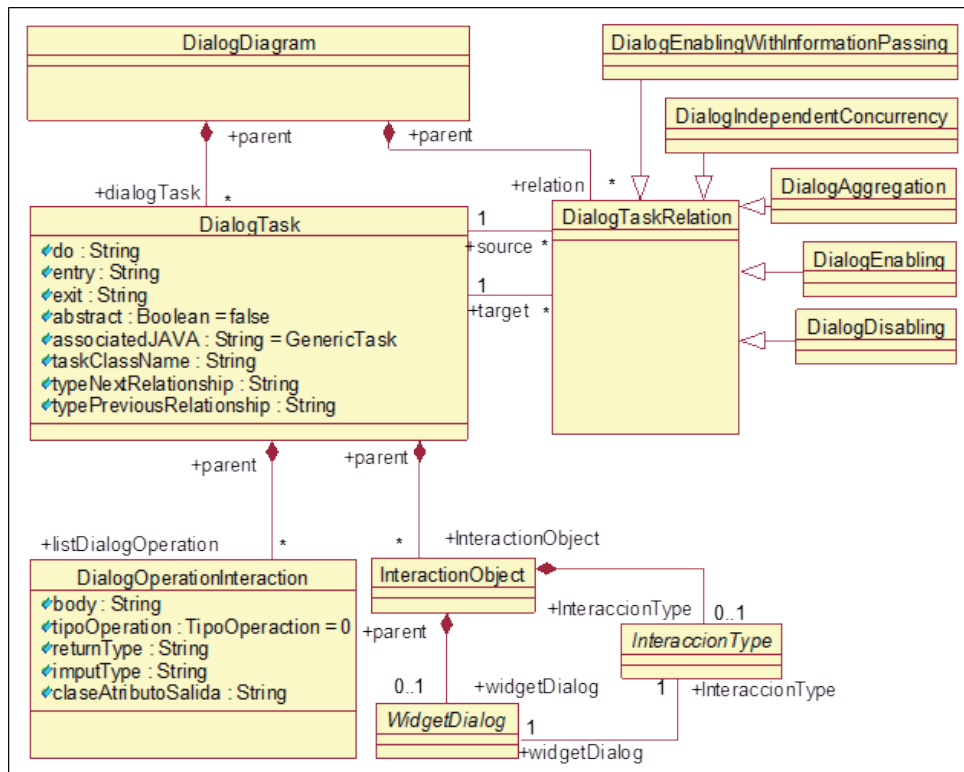 DialogDiagram
DialogEnablingWithInformationPassing
DialogIndependentConcurrency
DialogAggregation
DialogEnabling
DialogDisabling
+parent
+parent
+dialogTask
*
+relation
*
DialogTask
do : String
entry : String
exit : String
abstract : Boolean = false
associatedJAVA : String = GenericTask
taskClassName : String
typeNextRelationship : String
typePreviousRelationship : String
1
+source
*
1
+target
*
DialogTaskRelation
+parent
+parent
+listDialogOperation
*
*
+InteractionObject
DialogOperationInteraction
body : String
tipoOperation : TipoOperaction = 0
returnType : String
imputType : String
claseAtributoSalida : String
InteractionObject
+parent
+InteraccionType
0..1
InteraccionType
0..1
+widgetDialog
1
+InteraccionType
WidgetDialog
1
+widgetDialog